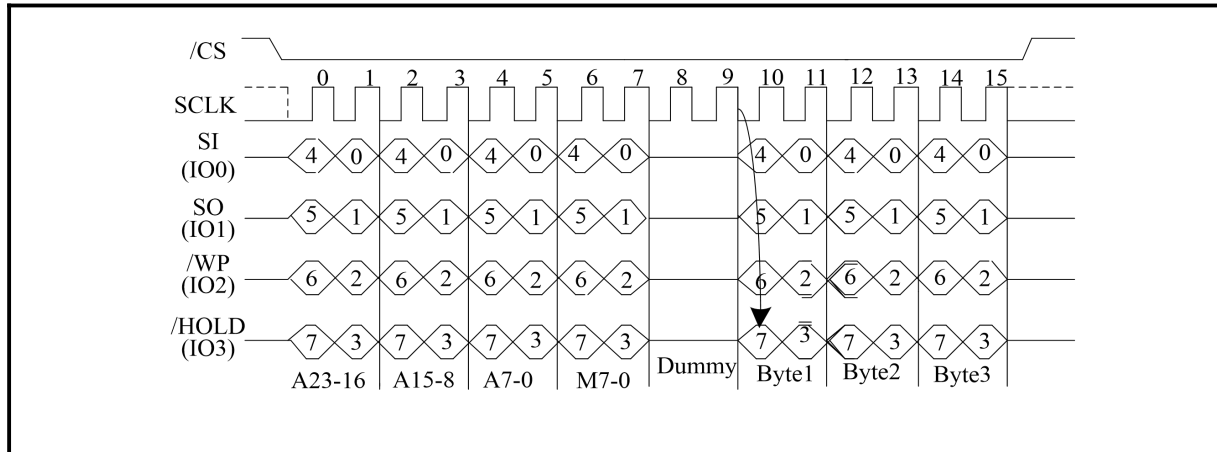 /CS
0 1 2 3 4 5 6 7 8 9 10 11 12 13 14 15
SCLK
SI
(IO0)
4 0 4 0 4 0 4 0 4 0 4 0 4 0
SO
(IO1)
5 1 5 1 5 1 5 1 5 1 5 1 5 1
/WP
(IO2)
6 2 6 2 6 2 6 2 6 2 6 2 6 2
/HOLD
(IO3)
7 3 7 3 7 3 7 3 7 3 7 3 7 3
A23-16 A15-8 A7-0 M7-0 Dummy Byte1 Byte2 Byte3